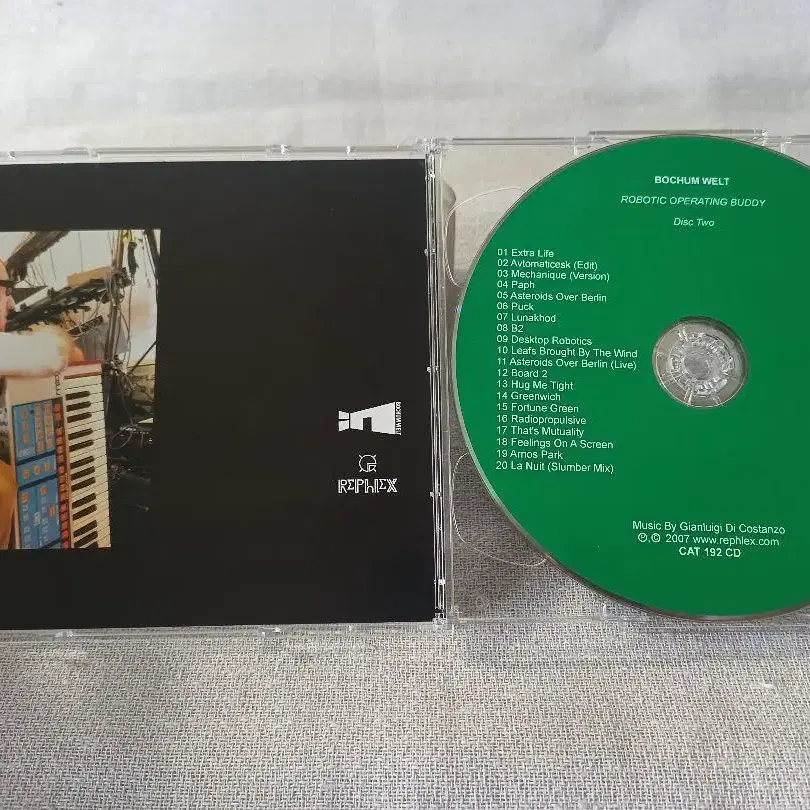 BOCHUM WELT
REPHLEX
BOCHUM WELT
ROBOTIC OPERATING BUDDY
Disc Two
01 Extra Life
02 Avtomaticesk (Edit)
03 Mechanique (Version)
04 Paph
05 Asteroids Over Berlin
06 Puck
07 Lunakhod
08 B2
09 Desktop Robotics
10 Leafs Brought By The Wind
11 Asteroids Over Berlin (Live)
12 Board 2
13 Hug Me Tight
14 Greenwich
15 Fortune Green
16 Radiopropulsive
17 That's Mutuality
18 Feelings On A Screen
19 Amos Park
20 La Nuit (Slumber Mix)
Music By Gianluigi Di Costanzo
℗,© 2007 www.rephlex.com
CAT 192 CD